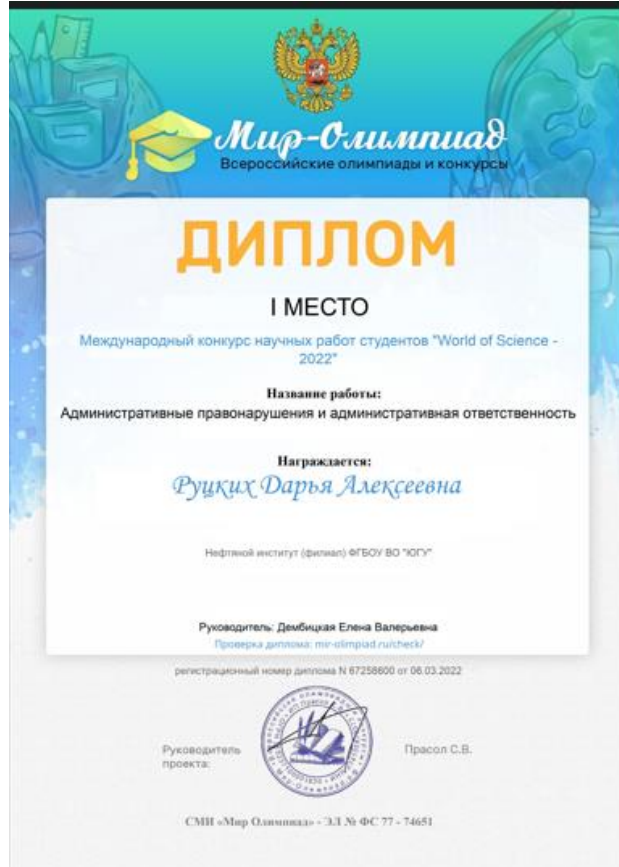 Мир-Олимпиад
Всероссийские олимпиады и конкурсы
ДИПЛОМ
I МЕСТО
Международный конкурс научных работ студентов "World of Science -
2022"
Название работы:
Административные правонарушения и административная ответственность
Награждается:
Руцких Дарья Алексеевна
Нефтяной институт (филиал) ФГБОУ ВО "ЮГУ"
Руководитель: Дембицкая Елена Валерьевна
Проверка диплома: mir-olimpiad.ru/check/
регистрационный номер диплома N 67258600 от 06.03.2022
Руководитель
проекта:
Прасол С.В.
СМИ «Мир Олимпиад» - ЭЛ № ФС 77 - 74651